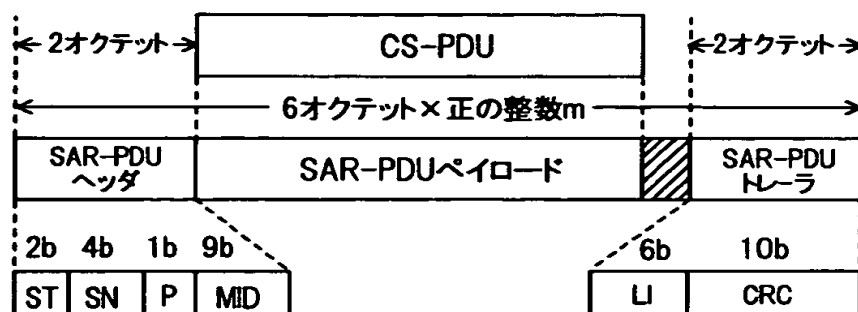 2オクテット
CS-PDU
2オクテット
6オクテット×正の整数m
SAR-PDU
ヘッダ
SAR-PDUペイロード
SAR-PDU
トレーラ
2b 4b 1b 9b
6b 10b
ST SN P MID
LI CRC